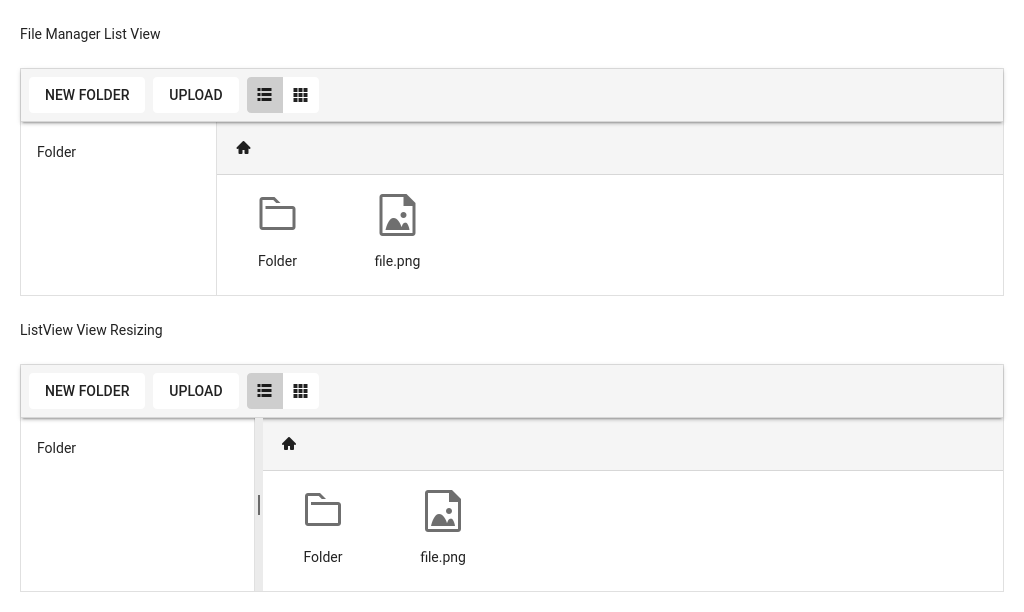 File Manager List View
NEW FOLDER UPLOAD
Folder
Folder file.png
ListView View Resizing
NEW FOLDER UPLOAD
Folder
Folder file.png